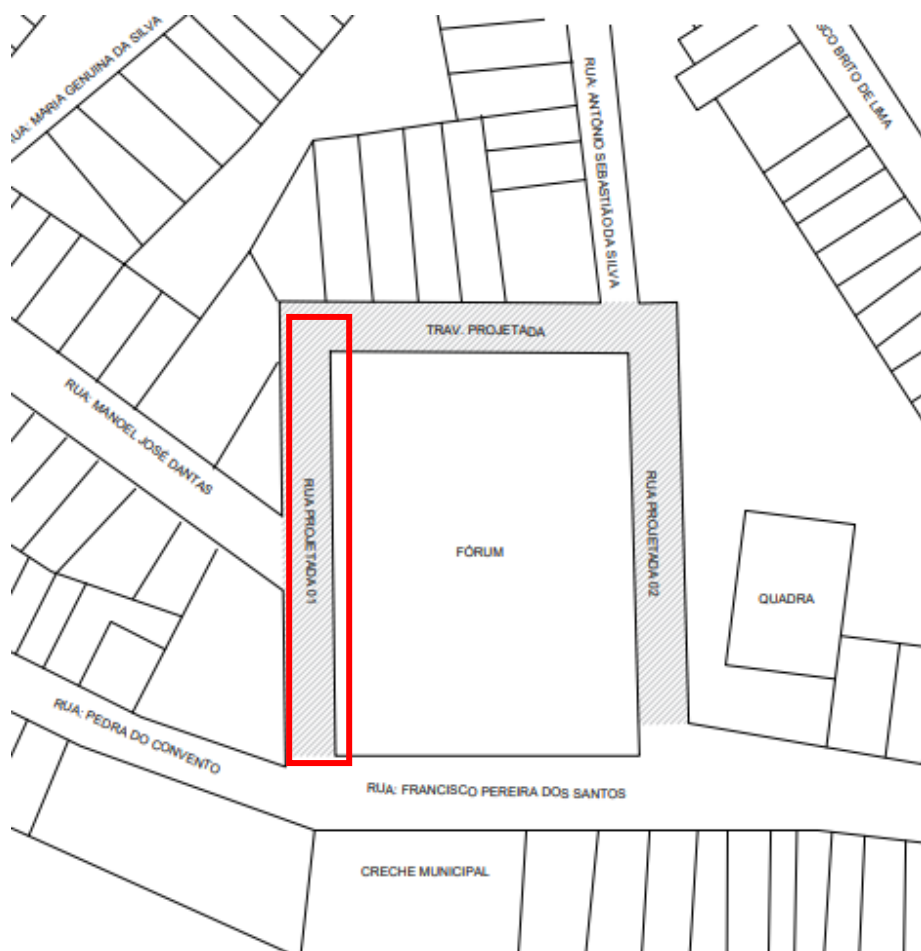 RUA: MARIA GENUINA DA SILVA
RUA: ANTÔNIO SEBASTIÃO DA SILVA
SCO BRITO DE LIMA
TRAV. PROJETADA
RUA: MANOEL JOSÉ DANTAS
RUA PROJETADA 01
FÓRUM
RUA PROJETADA 02
QUADRA
RUA: PEDRA DO CONVENTO
RUA: FRANCISCO PEREIRA DOS SANTOS
CRECHE MUNICIPAL